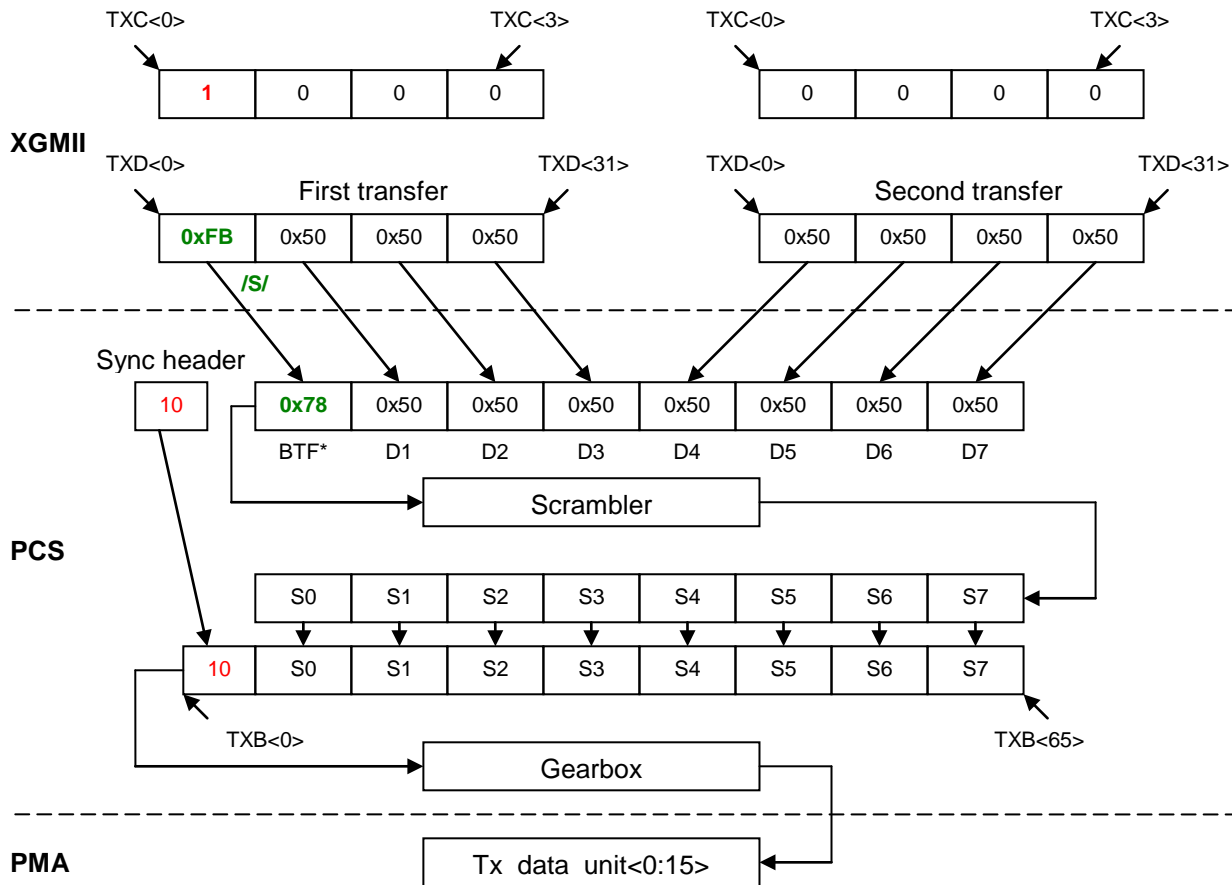 TXC<0> TXC<3> TXC<0> TXC<3>
1 0 0 0 0 0 0 0
XGMII
TXD<0> TXD<31> TXD<0> TXD<31>
First transfer Second transfer
0xFB 0x50 0x50 0x50 0x50 0x50 0x50 0x50
/S/
Sync header
10 0x78 0x50 0x50 0x50 0x50 0x50 0x50 0x50
BTF* D1 D2 D3 D4 D5 D6 D7
Scrambler
PCS
S0 S1 S2 S3 S4 S5 S6 S7
10 S0 S1 S2 S3 S4 S5 S6 S7
TXB<0> TXB<65>
Gearbox
PMA
Tx data unit<0:15>